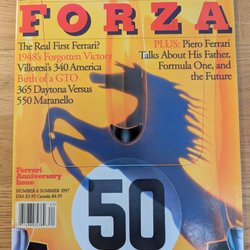 FORZA
The Real First Ferrari?
1948's Forgotten Victory
Villoresi's 340 America
Birth of a GTO
365 Daytona Versus
550 Maranello
PLUS: Piero Ferrari
Talks About His Father,
Formula One, and
the Future
Ferrari
Anniversary
Issue
NUMBER 6 SUMMER 1997
USA $5.95 Canada $6.95
50